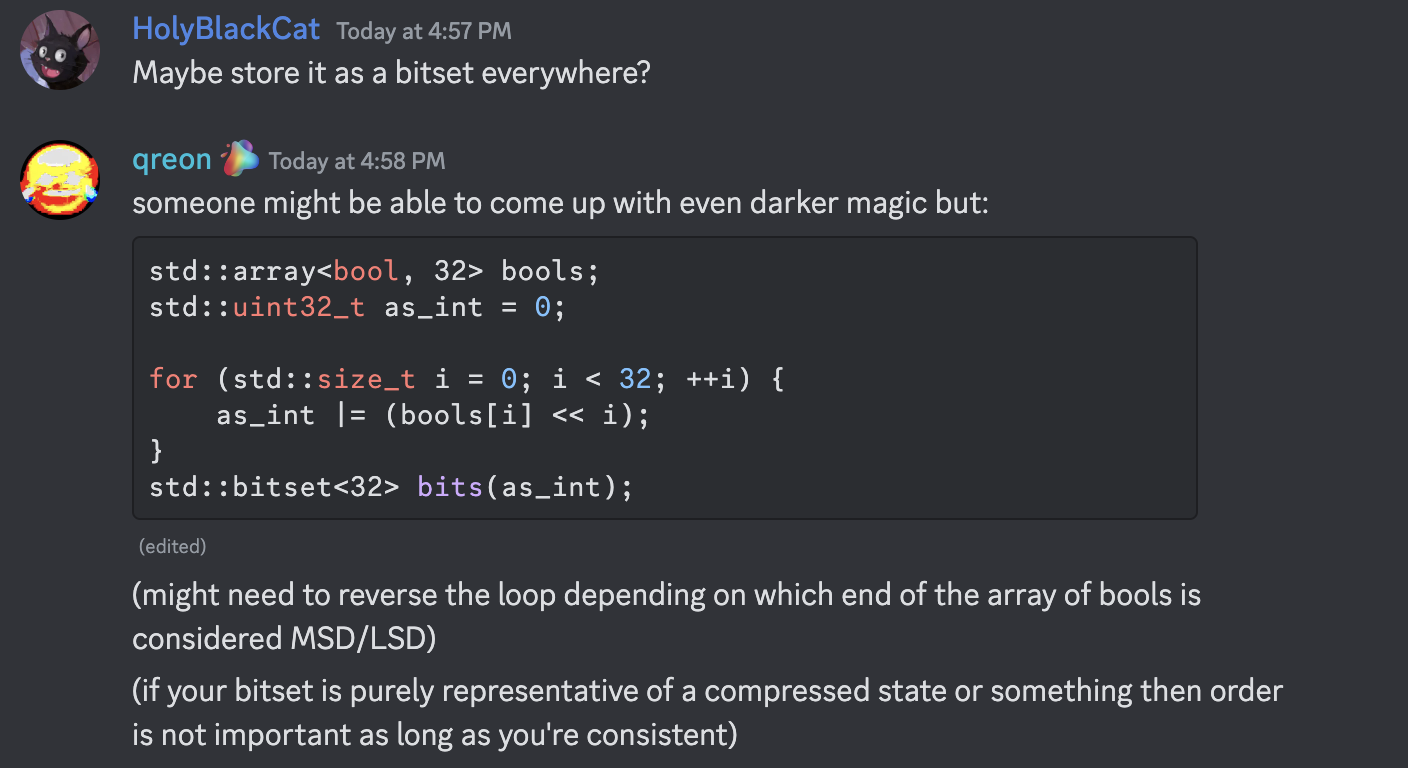 HolyBlackCat Today at 4:57 PM
Maybe store it as a bitset everywhere?
qreon Today at 4:58 PM
someone might be able to come up with even darker magic but:
std::array<bool, 32> bools;
std::uint32_t as_int = 0;
for (std::size_t i = 0; i < 32; ++i) {
    as_int |= (bools[i] << i);
}
std::bitset<32> bits(as_int);
(edited)
(might need to reverse the loop depending on which end of the array of bools is
considered MSD/LSD)
(if your bitset is purely representative of a compressed state or something then order
is not important as long as you're consistent)